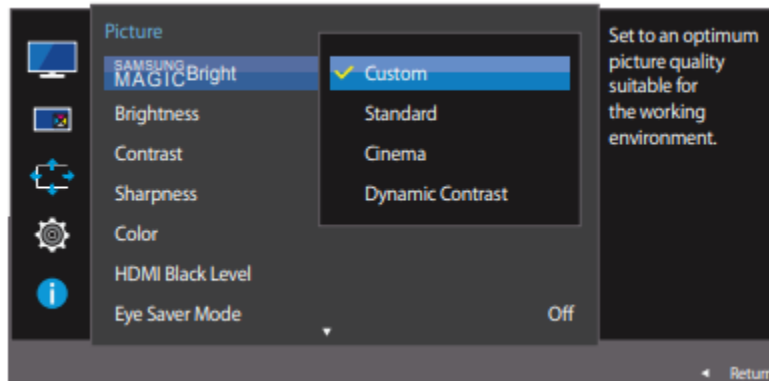 Picture
SAMSUNG
MAGIC Bright
Custom
Brightness
Standard
Contrast
Cinema
Sharpness
Dynamic Contrast
Color
HDMI Black Level
Eye Saver Mode Off
Set to an optimum
picture quality
suitable for
the working
environment.
Return